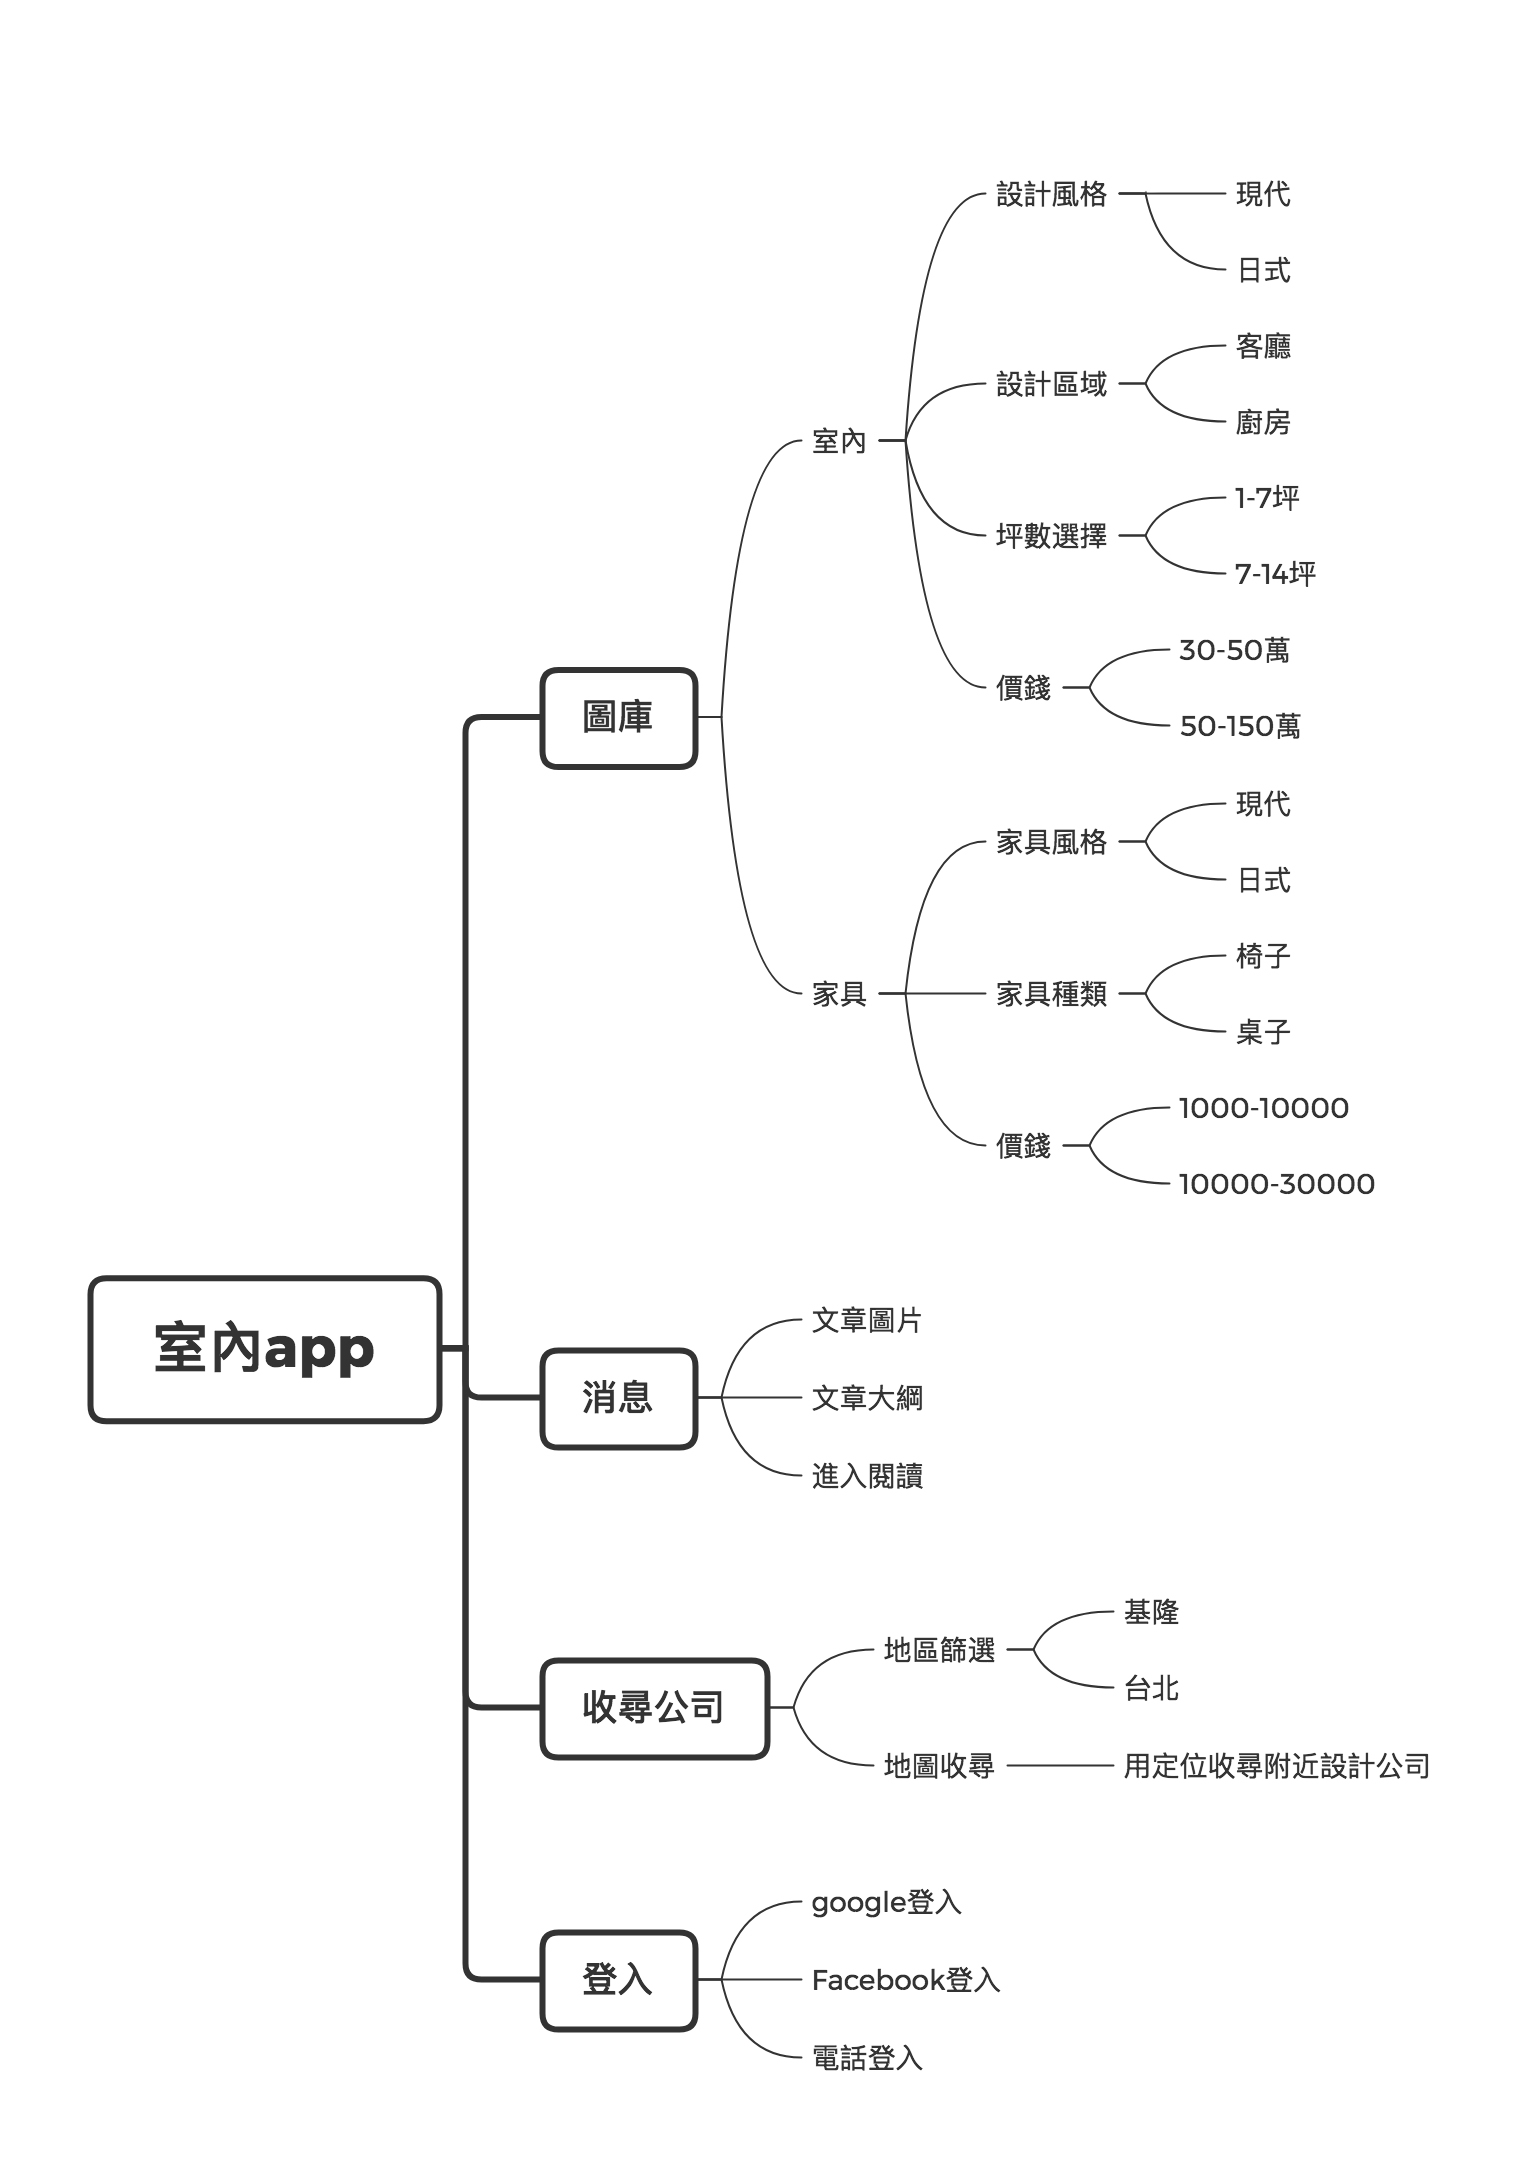 室內app
圖庫
室內
設計風格
現代
日式
設計區域
客廳
廚房
坪數選擇
1-7坪
7-14坪
價錢
30-50萬
50-150萬
家具
家具風格
現代
日式
家具種類
椅子
桌子
價錢
1000-10000
10000-30000
消息
文章圖片
文章大綱
進入閱讀
收尋公司
地區篩選
基隆
台北
地圖收尋
用定位收尋附近設計公司
登入
google登入
Facebook登入
電話登入